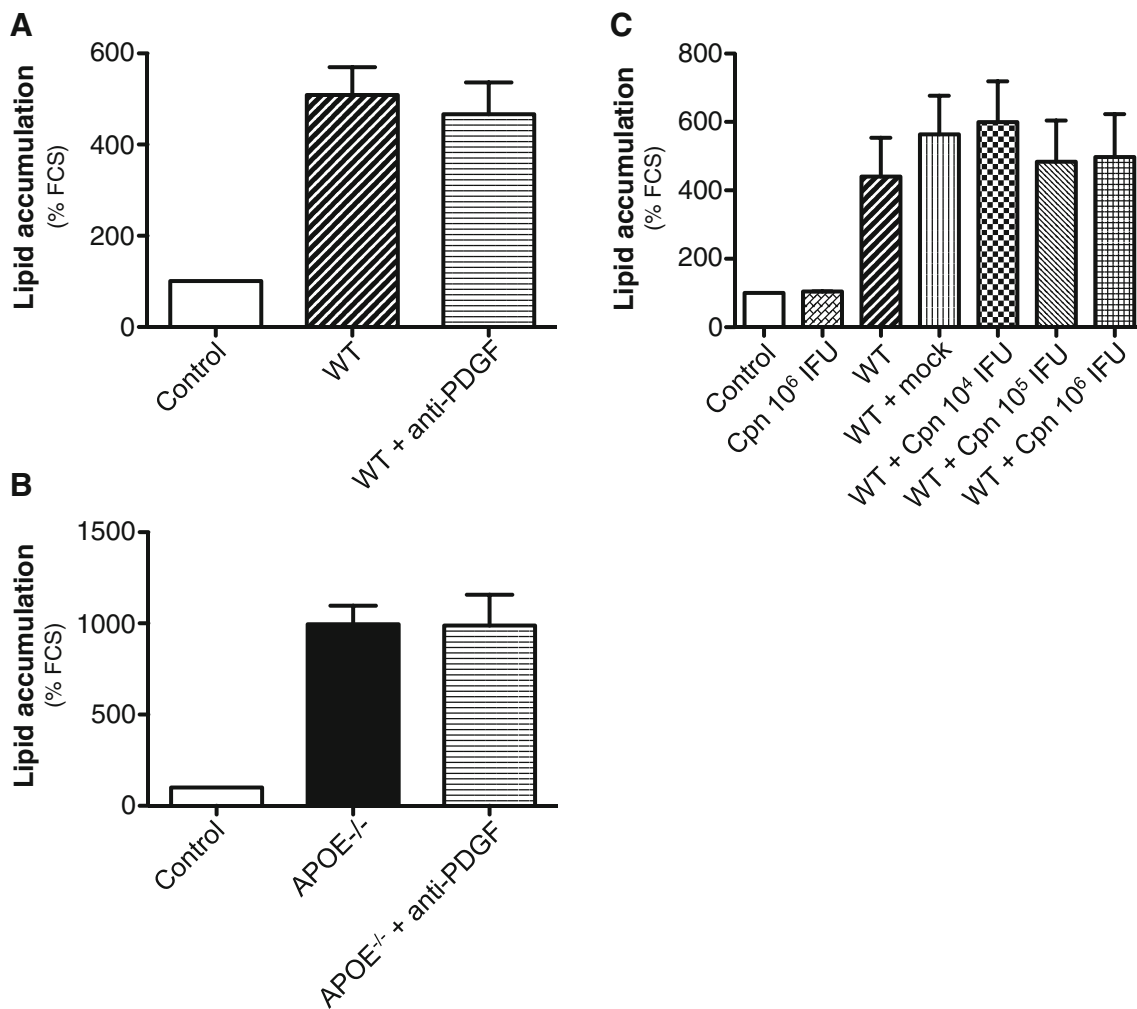 A
Lipid accumulation
(% FCS)
600
400
200
0
Control
WT
WT + anti-PDGF
B
Lipid accumulation
(% FCS)
1500
1000
500
0
Control
APOE-/-
APOE-/- + anti-PDGF
C
Lipid accumulation
(% FCS)
800
600
400
200
0
Control
Cpn 10⁶ IFU
WT
WT + mock
WT + Cpn 10⁴ IFU
WT + Cpn 10⁵ IFU
WT + Cpn 10⁶ IFU